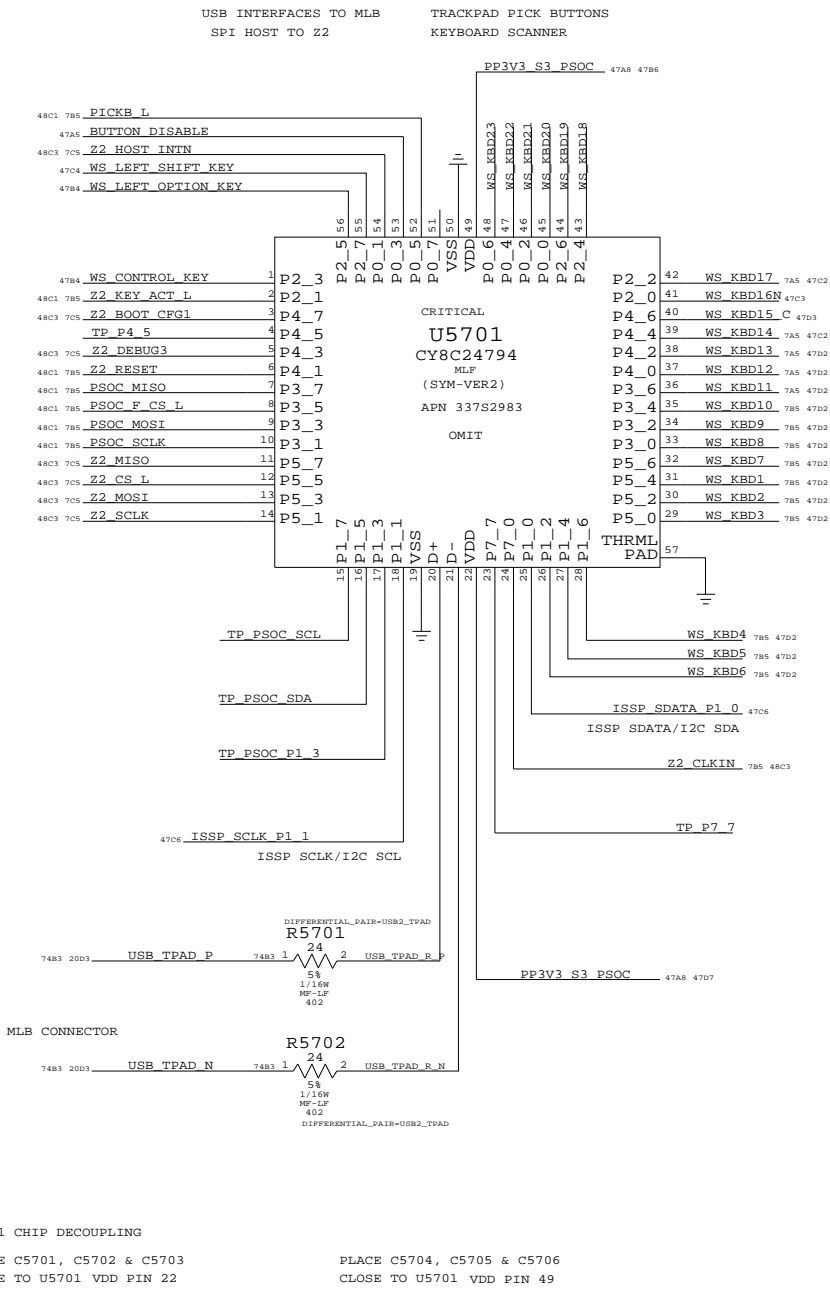 USB INTERFACES TO MLB TRACKPAD PICK BUTTONS
SPI HOST TO Z2 KEYBOARD SCANNER
PP3V3_S3_PSOC 47A8 47B6
48C1 7B5 PICKB_L
47A5 BUTTON_DISABLE
48C3 7C5 Z2_HOST_INTN
47C4 WS_LEFT_SHIFT_KEY
47B4 WS_LEFT_OPTION_KEY
WS_KBD23
WS_KBD22
WS_KBD21
WS_KBD20
WS_KBD19
WS_KBD18
56 55 54 53 52 51 50 49 48 47 46 45 44 43
P2_5 P2_7 P0_1 P0_3 P0_5 P0_7 VSS VDD P0_6 P0_4 P0_2 P0_0 P2_6 P2_4
47B4 WS_CONTROL_KEY 1 P2_3
48C1 7B5 Z2_KEY_ACT_L 2 P2_1
48C3 7C5 Z2_BOOT_CFG1 3 P4_7
TP_P4_5 4 P4_5
48C3 7C5 Z2_DEBUG3 5 P4_3
48C1 7B5 Z2_RESET 6 P4_1
48C1 7B5 PSOC_MISO 7 P3_7
48C1 7B5 PSOC_F_CS_L 8 P3_5
48C1 7B5 PSOC_MOSI 9 P3_3
48C1 7B5 PSOC_SCLK 10 P3_1
48C3 7C5 Z2_MISO 11 P5_7
48C3 7C5 Z2_CS_L 12 P5_5
48C3 7C5 Z2_MOSI 13 P5_3
48C3 7C5 Z2_SCLK 14 P5_1
CRITICAL
U5701
CY8C24794
MLF
(SYM-VER2)
APN 337S2983
OMIT
P2_2 42 WS_KBD17 7A5 47C2
P2_0 41 WS_KBD16N 47C3
P4_6 40 WS_KBD15_C 47D3
P4_4 39 WS_KBD14 7A5 47C2
P4_2 38 WS_KBD13 7A5 47D2
P4_0 37 WS_KBD12 7A5 47D2
P3_6 36 WS_KBD11 7A5 47D2
P3_4 35 WS_KBD10 7B5 47D2
P3_2 34 WS_KBD9 7B5 47D2
P3_0 33 WS_KBD8 7B5 47D2
P5_6 32 WS_KBD7 7B5 47D2
P5_4 31 WS_KBD1 7B5 47D2
P5_2 30 WS_KBD2 7B5 47D2
P5_0 29 WS_KBD3 7B5 47D2
THRML
PAD 57
P1_7 P1_5 P1_3 P1_1 VSS D+ D- VDD P7_7 P7_0 P1_0 P1_2 P1_4 P1_6
15 16 17 18 19 20 21 22 23 24 25 26 27 28
TP_PSOC_SCL
WS_KBD4 7B5 47D2
WS_KBD5 7B5 47D2
WS_KBD6 7B5 47D2
TP_PSOC_SDA
ISSP_SDATA_P1_0 47C6
ISSP SDATA/I2C SDA
TP_PSOC_P1_3
Z2_CLKIN 7B5 48C3
TP_P7_7
47C6 ISSP_SCLK_P1_1
ISSP SCLK/I2C SCL
DIFFERENTIAL_PAIR=USB2_TPAD
R5701
74B3 20D3 USB_TPAD_P 74B3 1 24 2 USB_TPAD_R_P
5%
1/16W
MF-LF
402
PP3V3_S3_PSOC 47A8 47D7
MLB CONNECTOR
R5702
74B3 20D3 USB_TPAD_N 74B3 1 24 2 USB_TPAD_R_N
5%
1/16W
MF-LF
402
DIFFERENTIAL_PAIR=USB2_TPAD
1 CHIP DECOUPLING
E C5701, C5702 & C5703 PLACE C5704, C5705 & C5706
E TO U5701 VDD PIN 22 CLOSE TO U5701 VDD PIN 49